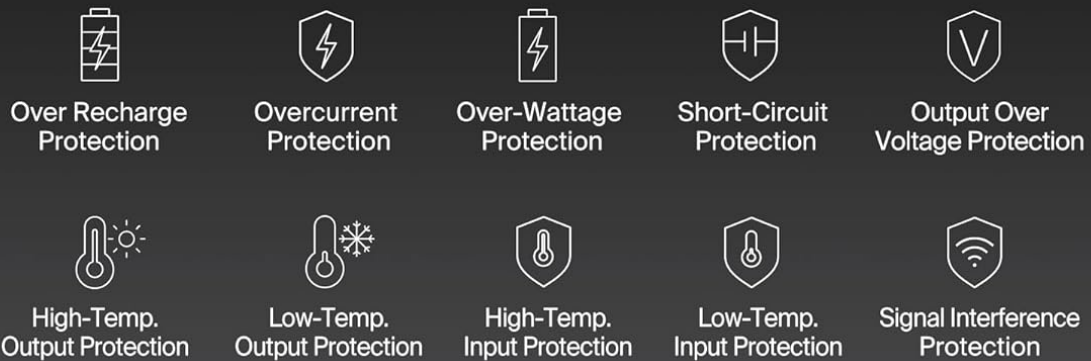 Over Recharge
Protection
Overcurrent
Protection
Over-Wattage
Protection
Short-Circuit
Protection
Output Over
Voltage Protection
High-Temp.
Output Protection
Low-Temp.
Output Protection
High-Temp.
Input Protection
Low-Temp.
Input Protection
Signal Interference
Protection